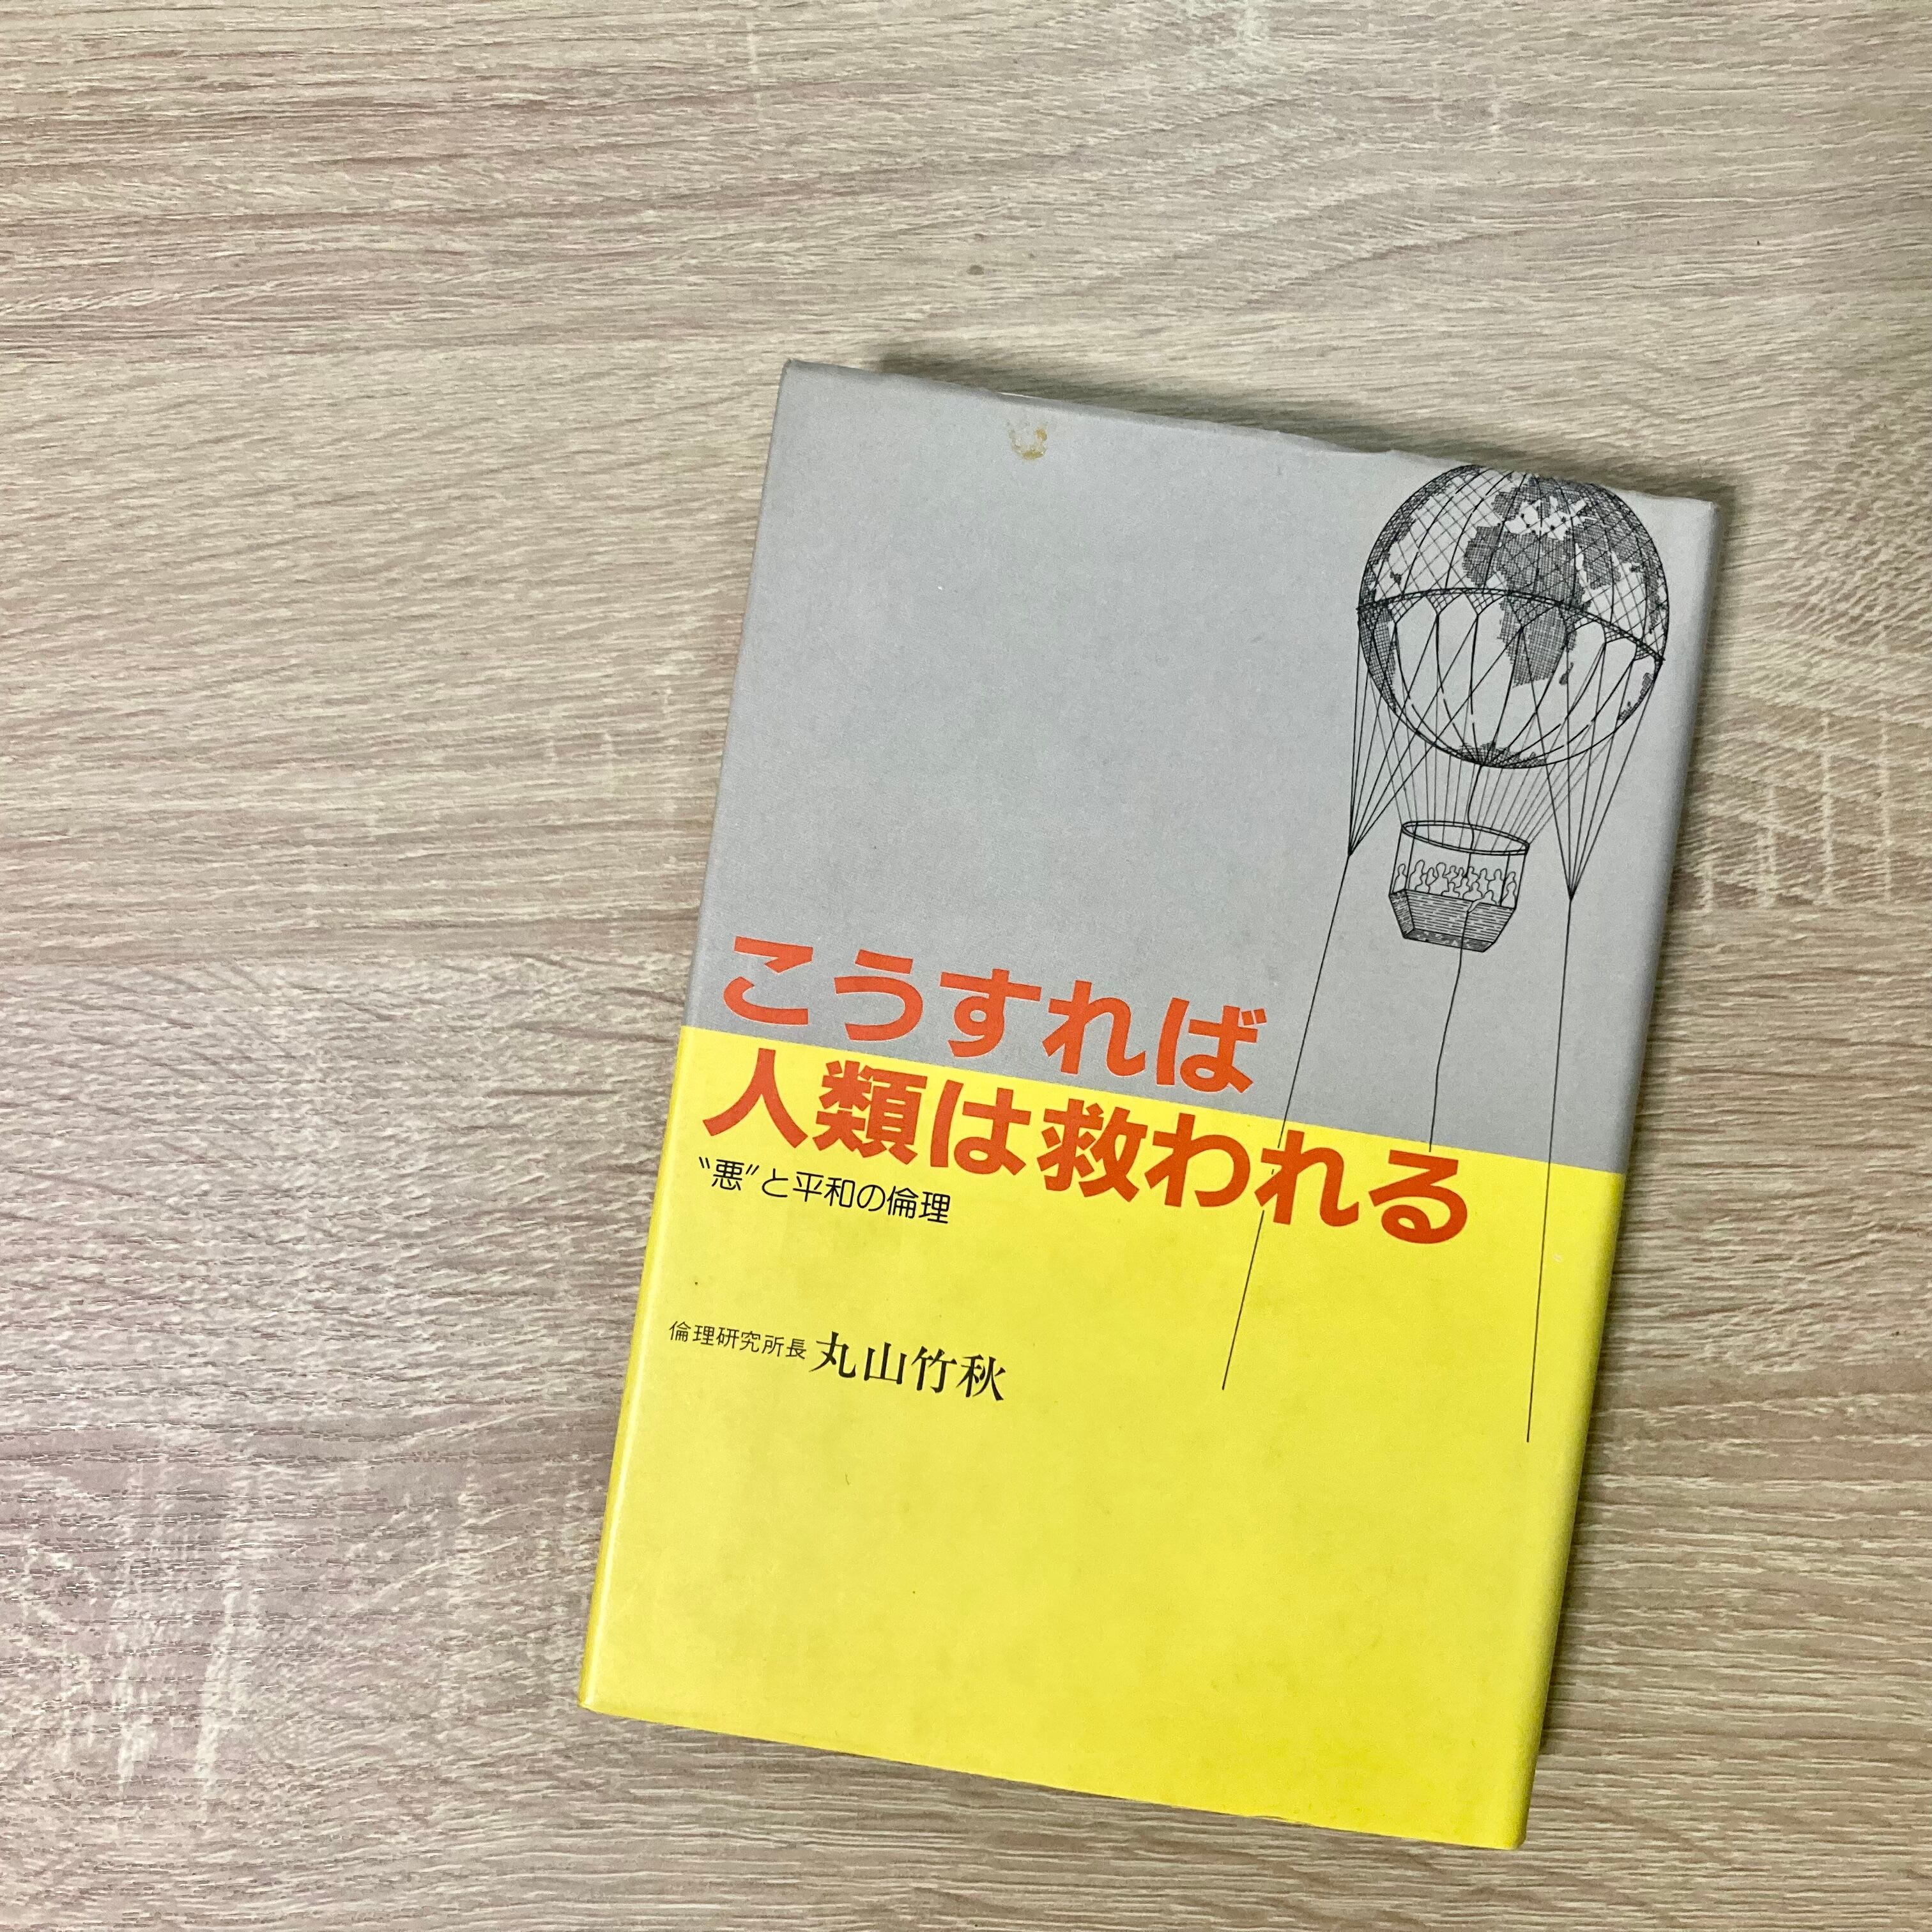 こうすれば
人類は救われる
〝悪〟と平和の倫理
倫理研究所長 丸山竹秋